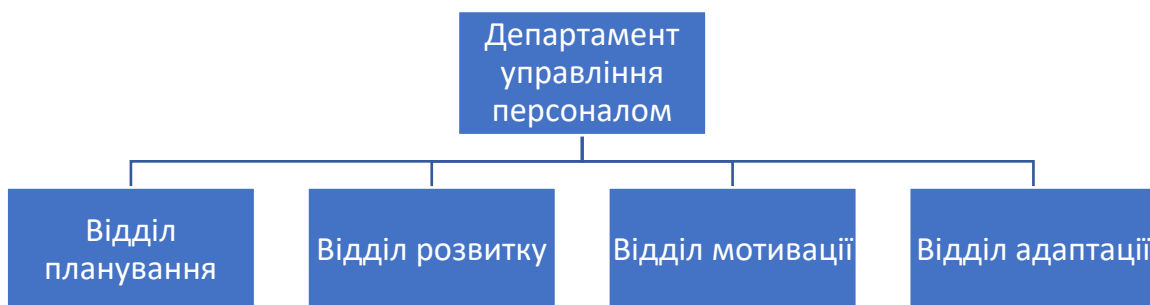 Департамент
управління
персоналом
Відділ
планування
Відділ розвитку
Відділ мотивації
Відділ адаптації